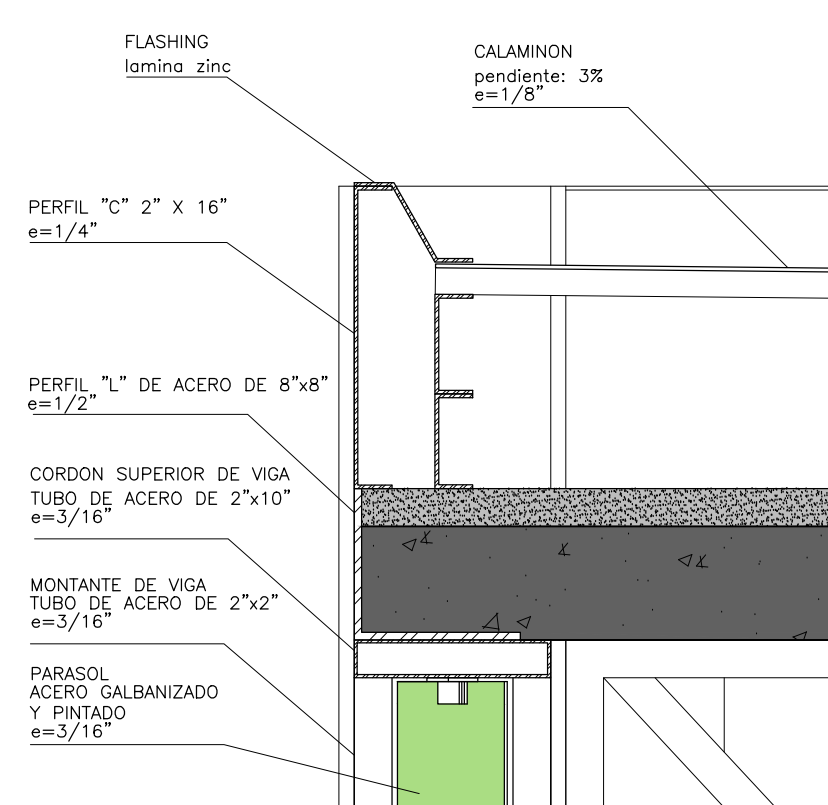 FLASHING
lamina zinc
CALAMINON
pendiente: 3%
e=1/8”
PERFIL ”C” 2” X 16”
e=1/4”
PERFIL ”L” DE ACERO DE 8”x8”
e=1/2”
CORDON SUPERIOR DE VIGA
TUBO DE ACERO DE 2”x10”
e=3/16”
MONTANTE DE VIGA
TUBO DE ACERO DE 2”x2”
e=3/16”
PARASOL
ACERO GALBANIZADO
Y PINTADO
e=3/16”